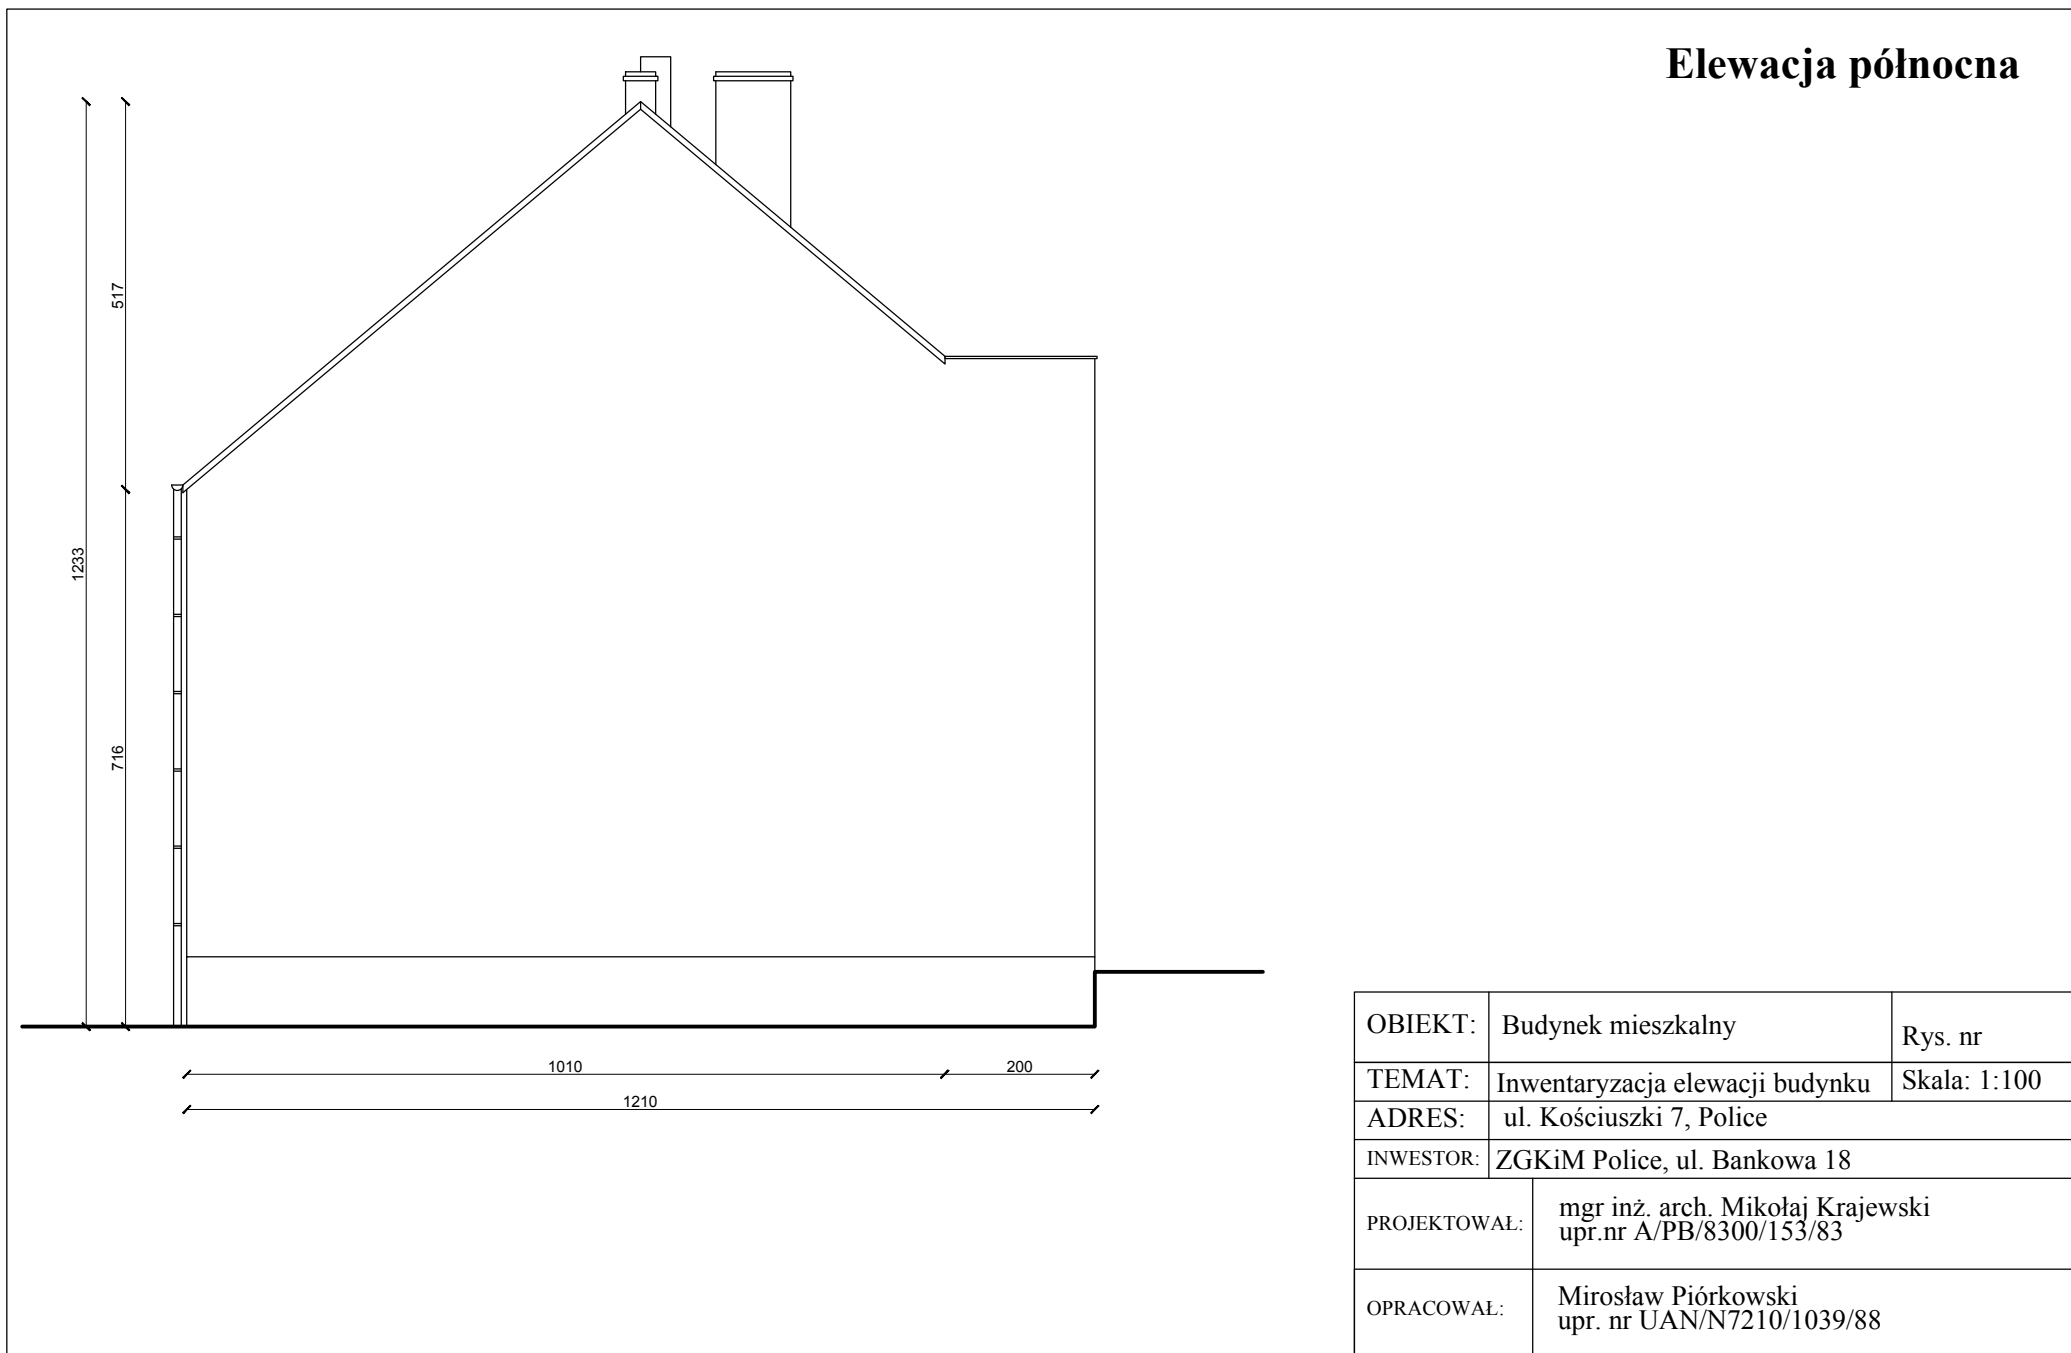 Elewacja północna
517
1233
716
1010
200
1210
OBIEKT: Budynek mieszkalny Rys. nr
TEMAT: Inwentaryzacja elewacji budynku Skala: 1:100
ADRES: ul. Kościuszki 7, Police
INWESTOR: ZGKiM Police, ul. Bankowa 18
PROJEKTOWAŁ: mgr inż. arch. Mikołaj Krajewski
upr.nr A/PB/8300/153/83
OPRACOWAŁ: Mirosław Piórkowski
upr. nr UAN/N7210/1039/88